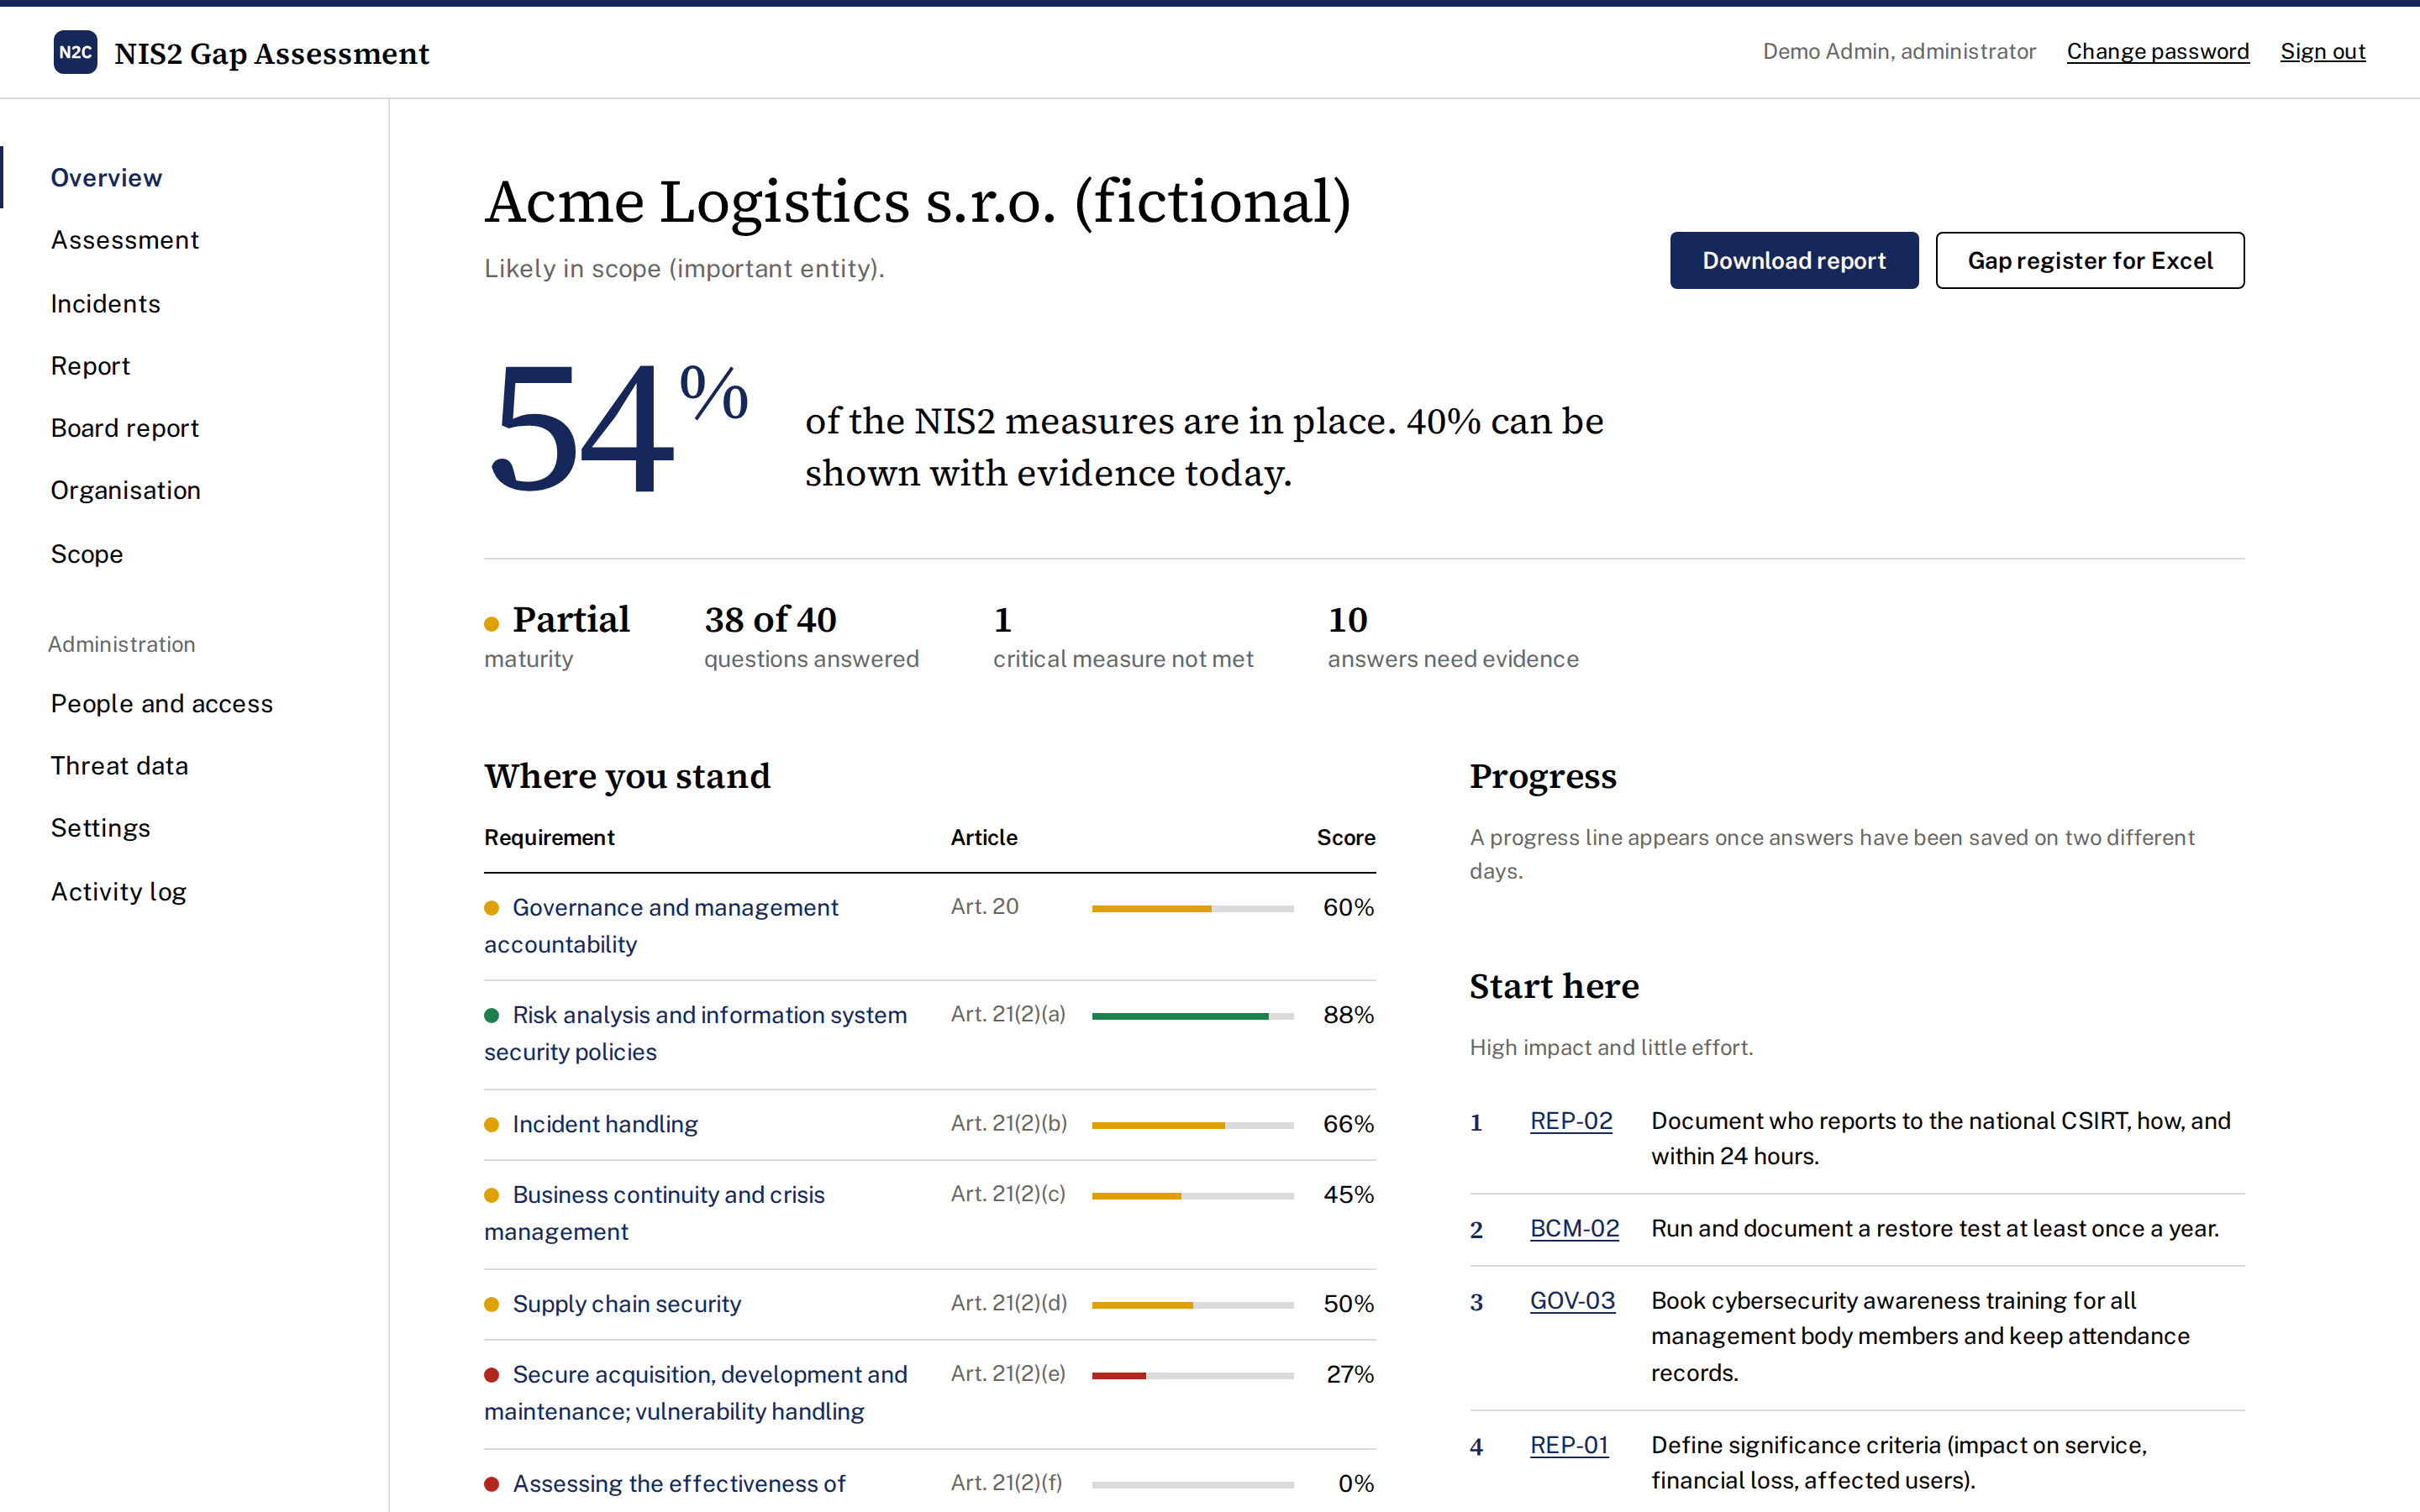 N2C NIS2 Gap Assessment
Demo Admin, administrator Change password Sign out
Overview
Assessment
Incidents
Report
Board report
Organisation
Scope
Administration
People and access
Threat data
Settings
Activity log
Acme Logistics s.r.o. (fictional)
Likely in scope (important entity).
Download report Gap register for Excel
54%
of the NIS2 measures are in place. 40% can be
shown with evidence today.
Partial
maturity
38 of 40
questions answered
1
critical measure not met
10
answers need evidence
Where you stand
Requirement Article Score
Governance and management Art. 20 60%
accountability
Risk analysis and information system Art. 21(2)(a) 88%
security policies
Incident handling Art. 21(2)(b) 66%
Business continuity and crisis Art. 21(2)(c) 45%
management
Supply chain security Art. 21(2)(d) 50%
Secure acquisition, development and Art. 21(2)(e) 27%
maintenance; vulnerability handling
Assessing the effectiveness of Art. 21(2)(f) 0%
Progress
A progress line appears once answers have been saved on two different
days.
Start here
High impact and little effort.
1 REP-02 Document who reports to the national CSIRT, how, and
within 24 hours.
2 BCM-02 Run and document a restore test at least once a year.
3 GOV-03 Book cybersecurity awareness training for all
management body members and keep attendance
records.
4 REP-01 Define significance criteria (impact on service,
financial loss, affected users).